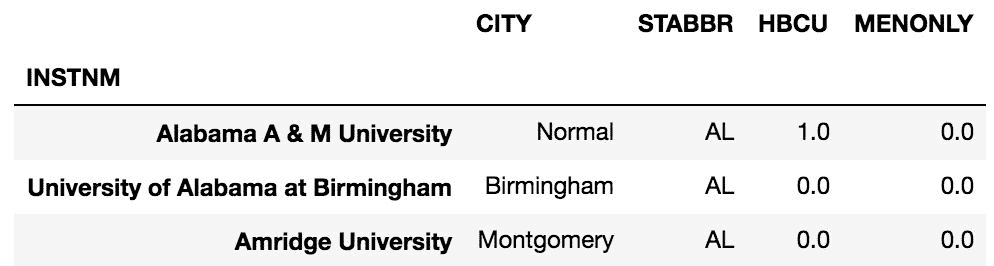 CITY STABBR HBCU MENONLY
INSTNM
Alabama A & M University Normal AL 1.0 0.0
University of Alabama at Birmingham Birmingham AL 0.0 0.0
Amridge University Montgomery AL 0.0 0.0